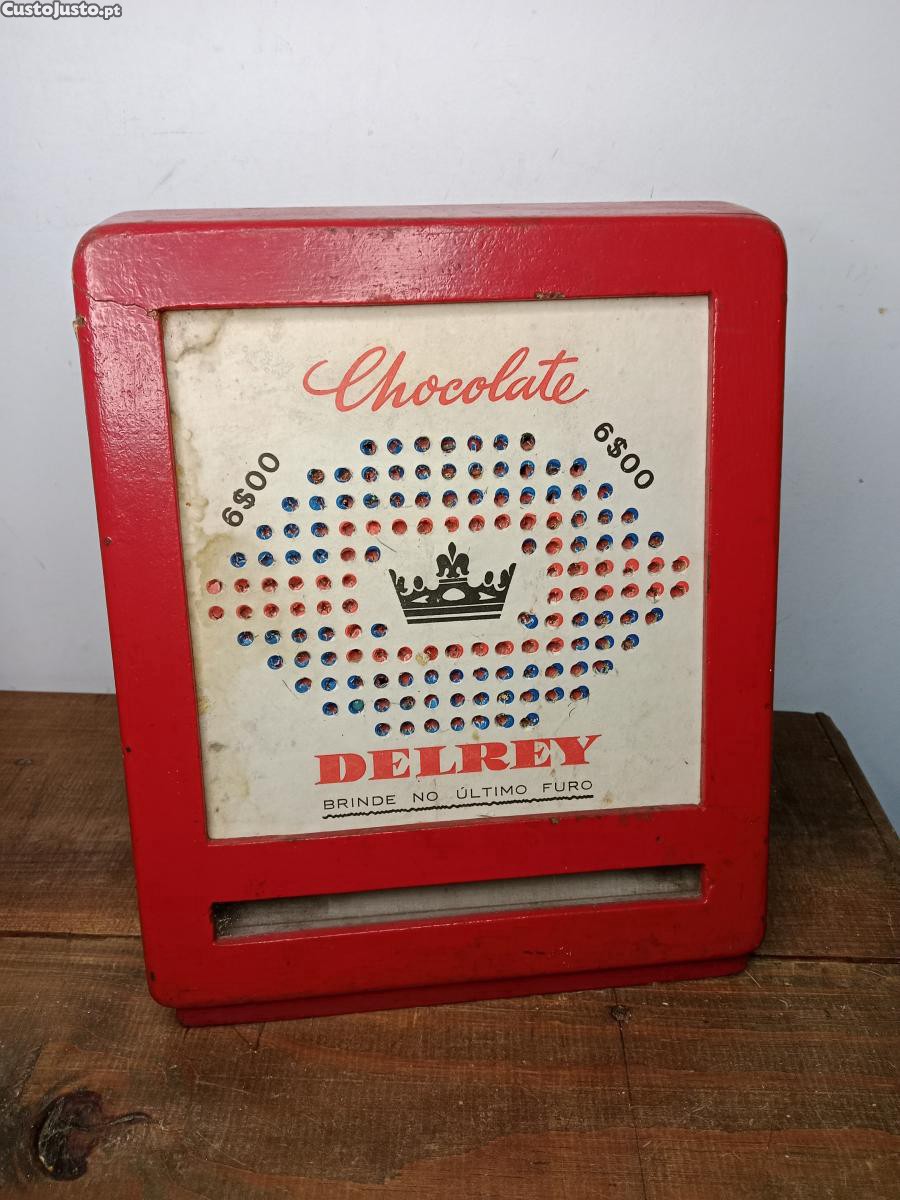 CustoJusto.pt
Chocolate
6$00
6$00
DELREY
BRINDE NO ÚLTIMO FURO